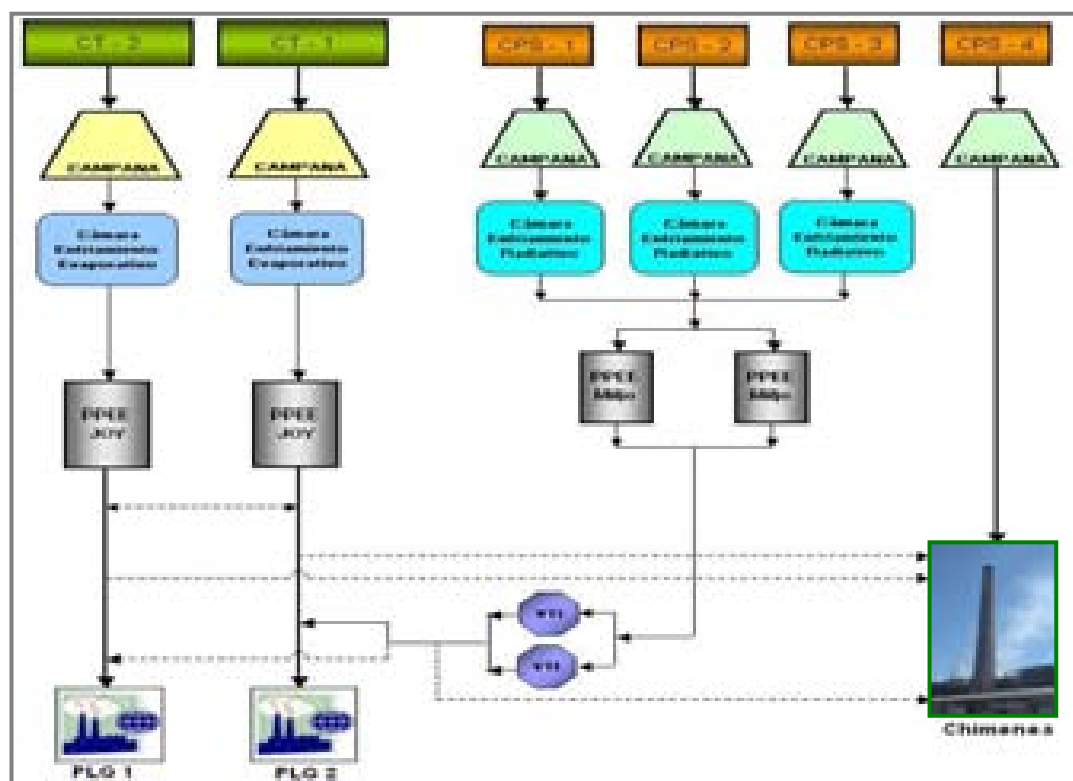 CT - 2
CT - 1
CPS - 1
CPS - 2
CPS - 3
CPS - 4
CAMPANA
CAMPANA
CAMPANA
CAMPANA
CAMPANA
CAMPANA
Cámara
Enfriamiento
Evaporativo
Cámara
Enfriamiento
Evaporativo
Cámara
Enfriamiento
Radiativo
Cámara
Enfriamiento
Radiativo
Cámara
Enfriamiento
Radiativo
PPEE
JOY
PPEE
JOY
PPEE
PPEE
PLG 1
PLG 2
Chimenea